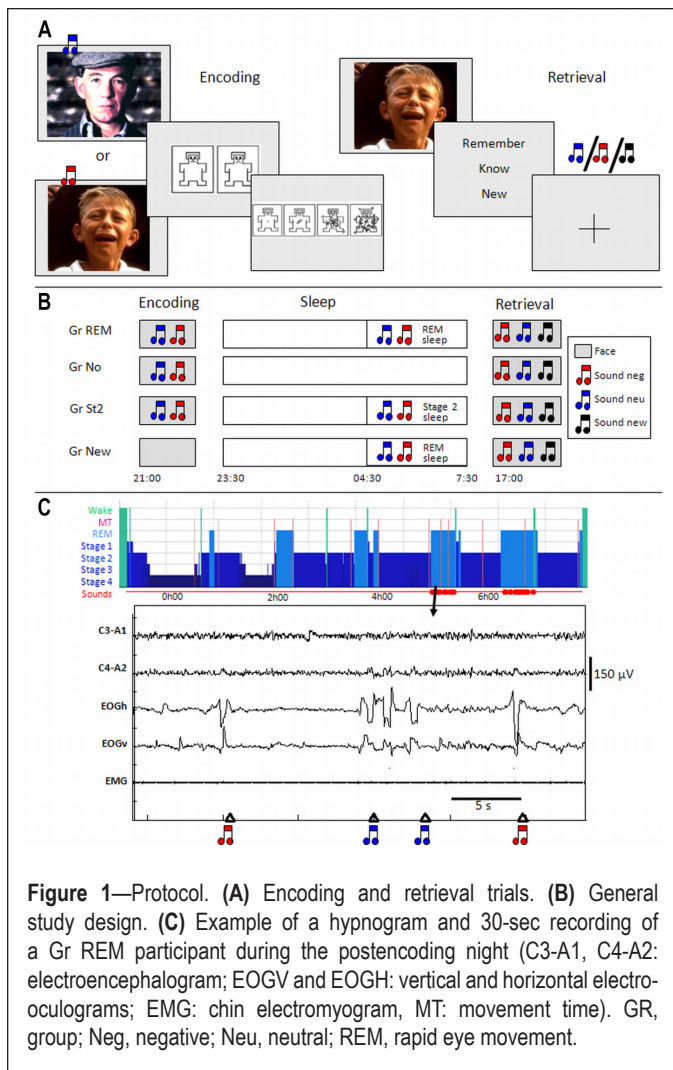 A
Encoding
Retrieval
or
Remember
Know
New
B
Encoding Sleep Retrieval
Gr REM
REM
sleep
Gr No
Gr St2
Stage 2
sleep
Gr New
REM
sleep
21:00 23:30 04:30 7:30 17:00
Face
Sound neg
Sound neu
Sound new
C
Wake
MT
REM
Stage 1
Stage 2
Stage 3
Stage 4
Sounds
0h00 2h00 4h00 6h00
C3-A1
C4-A2
150 µV
EOGh
EOGv
EMG
5 s
Figure 1—Protocol. (A) Encoding and retrieval trials. (B) General
study design. (C) Example of a hypnogram and 30-sec recording of
a Gr REM participant during the postencoding night (C3-A1, C4-A2:
electroencephalogram; EOGV and EOGH: vertical and horizontal electro-
oculograms; EMG: chin electromyogram, MT: movement time). GR,
group; Neg, negative; Neu, neutral; REM, rapid eye movement.